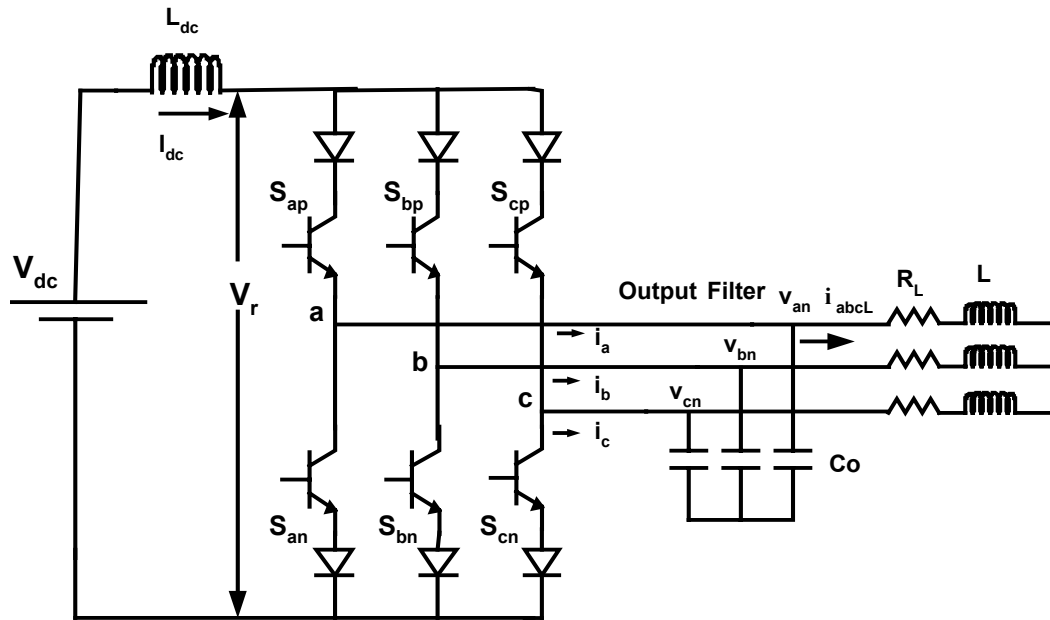 L dc
I dc
S ap
S bp
S cp
V dc
V r
R L
L
Output Filter
v an
i abcL
a
i a
v bn
b
i b
v cn
c
i c
Co
S an
S bn
S cn